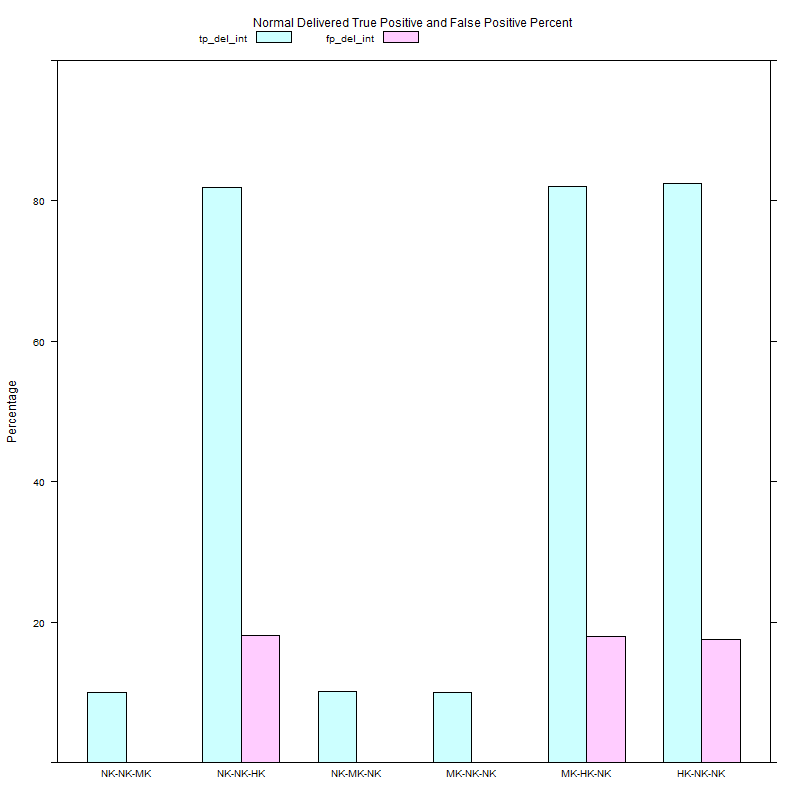 Normal Delivered True Positive and False Positive Percent
tp_del_int fp_del_int
80
60
Percentage
40
20
NK-NK-MK NK-NK-HK NK-MK-NK MK-NK-NK MK-HK-NK HK-NK-NK